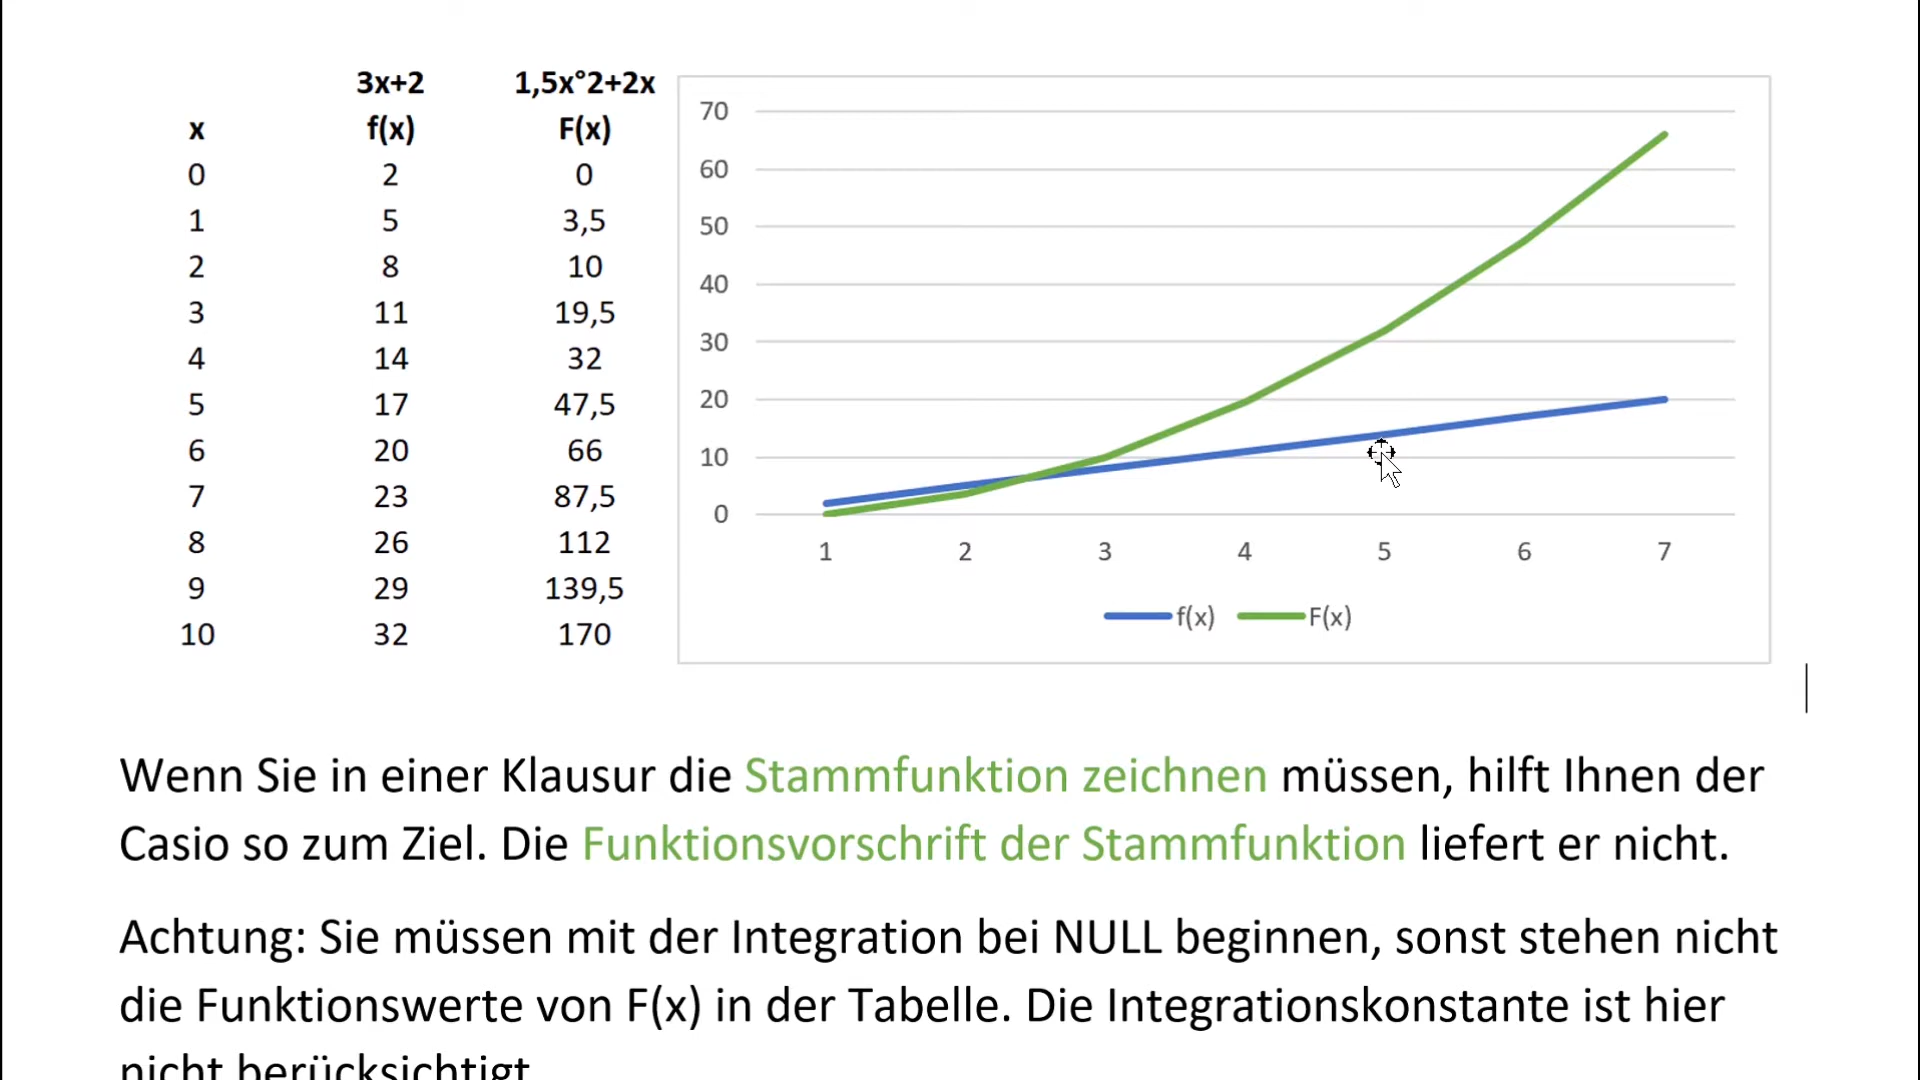 3x+2 1,5x°2+2x
x f(x) F(x)
0 2 0
1 5 3,5
2 8 10
3 11 19,5
4 14 32
5 17 47,5
6 20 66
7 23 87,5
8 26 112
9 29 139,5
10 32 170
70
60
50
40
30
20
10
0
1 2 3 4 5 6 7
f(x) F(x)
Wenn Sie in einer Klausur die Stammfunktion zeichnen müssen, hilft Ihnen der
Casio so zum Ziel. Die Funktionsvorschrift der Stammfunktion liefert er nicht.
Achtung: Sie müssen mit der Integration bei NULL beginnen, sonst stehen nicht
die Funktionswerte von F(x) in der Tabelle. Die Integrationskonstante ist hier
nicht berücksichtigt